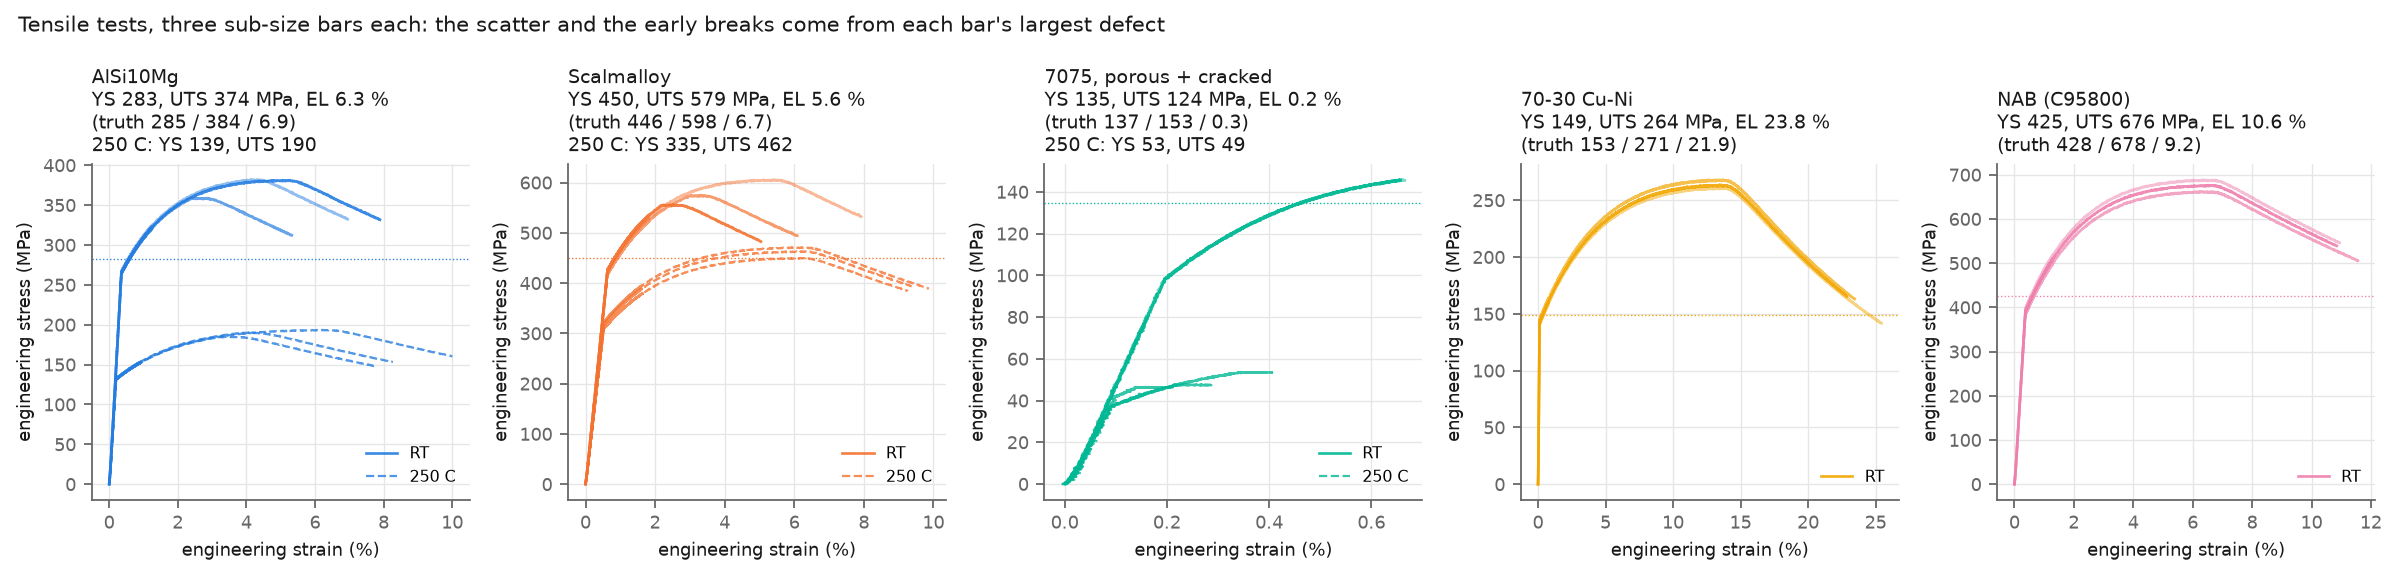 Tensile tests, three sub-size bars each: the scatter and the early breaks come from each bar's largest defect
AlSi10Mg
YS 283, UTS 374 MPa, EL 6.3 %
(truth 285 / 384 / 6.9)
250 C: YS 139, UTS 190
400
350
300
250
200
150
100
50
0
engineering stress (MPa)
RT
250 C
0 2 4 6 8 10
engineering strain (%)
Scalmalloy
YS 450, UTS 579 MPa, EL 5.6 %
(truth 446 / 598 / 6.7)
250 C: YS 335, UTS 462
600
500
400
300
200
100
0
engineering stress (MPa)
RT
250 C
0 2 4 6 8 10
engineering strain (%)
7075, porous + cracked
YS 135, UTS 124 MPa, EL 0.2 %
(truth 137 / 153 / 0.3)
250 C: YS 53, UTS 49
140
120
100
80
60
40
20
0
engineering stress (MPa)
RT
250 C
0.0 0.2 0.4 0.6
engineering strain (%)
70-30 Cu-Ni
YS 149, UTS 264 MPa, EL 23.8 %
(truth 153 / 271 / 21.9)
250
200
150
100
50
0
engineering stress (MPa)
RT
0 5 10 15 20 25
engineering strain (%)
NAB (C95800)
YS 425, UTS 676 MPa, EL 10.6 %
(truth 428 / 678 / 9.2)
700
600
500
400
300
200
100
0
engineering stress (MPa)
RT
0 2 4 6 8 10 12
engineering strain (%)